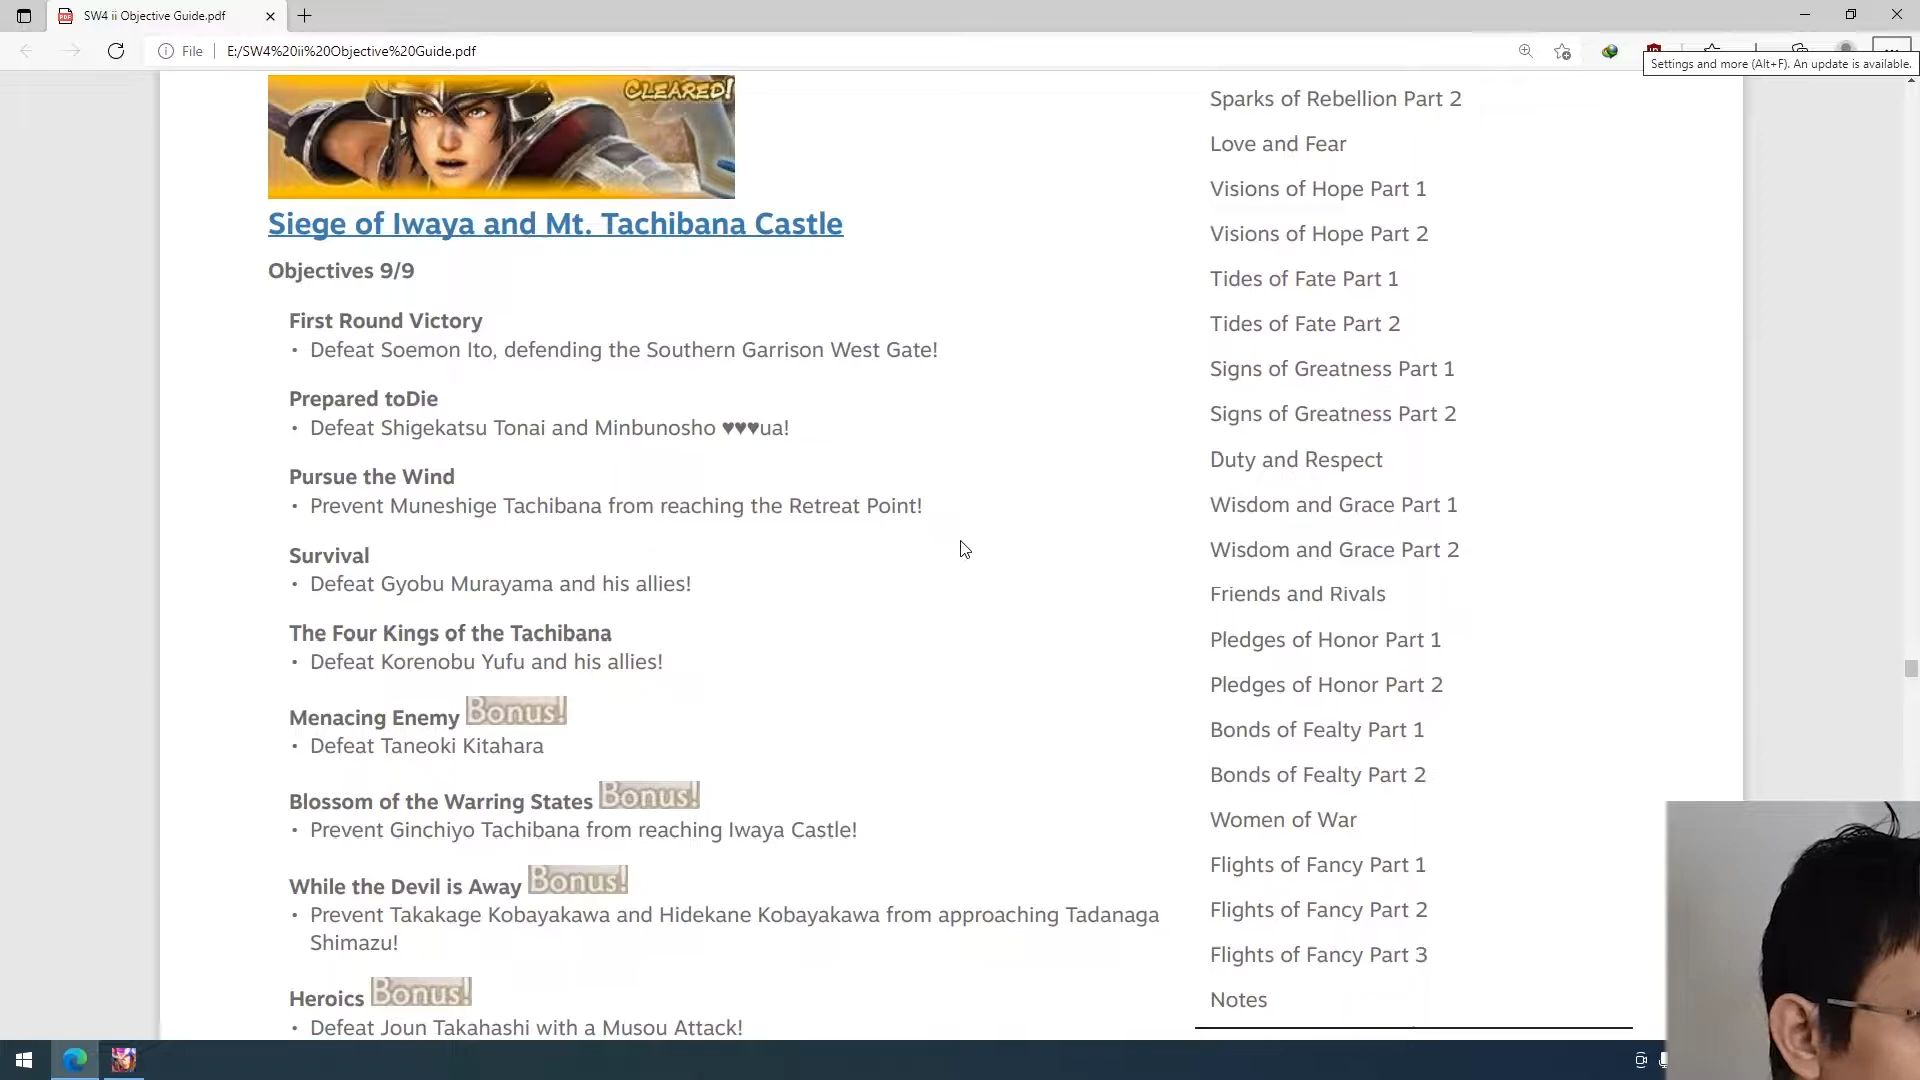 SW4 ii Objective Guide.pdf
File
E:/SW4%20ii%20Objective%20Guide.pdf
Settings and more (Alt+F). An update is available.
CLEARED!
Siege of Iwaya and Mt. Tachibana Castle
Objectives 9/9
First Round Victory
• Defeat Soemon Ito, defending the Southern Garrison West Gate!
Prepared toDie
• Defeat Shigekatsu Tonai and Minbunosho ♥♥♥ua!
Pursue the Wind
• Prevent Muneshige Tachibana from reaching the Retreat Point!
Survival
• Defeat Gyobu Murayama and his allies!
The Four Kings of the Tachibana
• Defeat Korenobu Yufu and his allies!
Menacing Enemy Bonus!
• Defeat Taneoki Kitahara
Blossom of the Warring States Bonus!
• Prevent Ginchiyo Tachibana from reaching Iwaya Castle!
While the Devil is Away Bonus!
• Prevent Takakage Kobayakawa and Hidekane Kobayakawa from approaching Tadanaga
Shimazu!
Heroics Bonus!
• Defeat Joun Takahashi with a Musou Attack!
Sparks of Rebellion Part 2
Love and Fear
Visions of Hope Part 1
Visions of Hope Part 2
Tides of Fate Part 1
Tides of Fate Part 2
Signs of Greatness Part 1
Signs of Greatness Part 2
Duty and Respect
Wisdom and Grace Part 1
Wisdom and Grace Part 2
Friends and Rivals
Pledges of Honor Part 1
Pledges of Honor Part 2
Bonds of Fealty Part 1
Bonds of Fealty Part 2
Women of War
Flights of Fancy Part 1
Flights of Fancy Part 2
Flights of Fancy Part 3
Notes